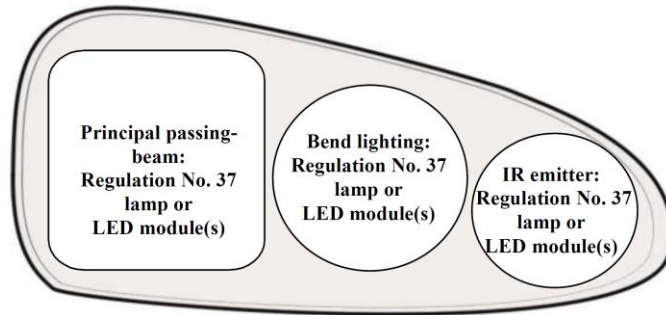 Principal passing-
beam:
Regulation No. 37
lamp or
LED module(s)
Bend lighting:
Regulation No. 37
lamp or
LED module(s)
IR emitter:
Regulation No. 37
lamp or
LED module(s)